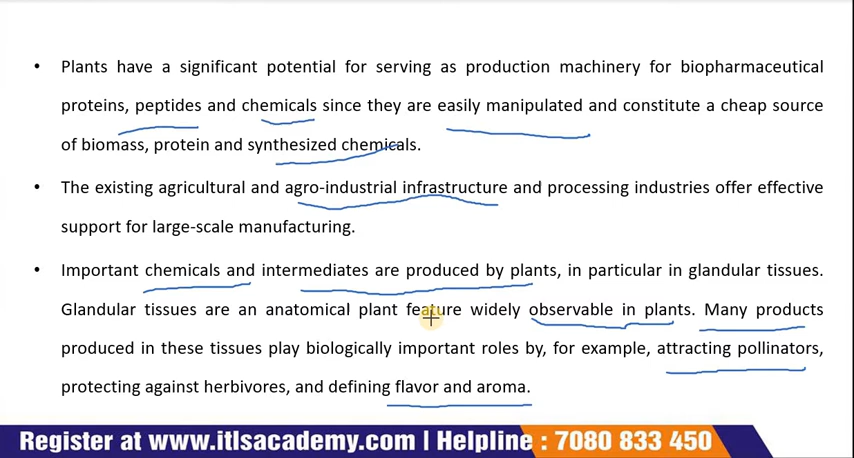 • Plants have a significant potential for serving as production machinery for biopharmaceutical
proteins, peptides and chemicals since they are easily manipulated and constitute a cheap source
of biomass, protein and synthesized chemicals.
• The existing agricultural and agro-industrial infrastructure and processing industries offer effective
support for large-scale manufacturing.
• Important chemicals and intermediates are produced by plants, in particular in glandular tissues.
Glandular tissues are an anatomical plant feature widely observable in plants. Many products
produced in these tissues play biologically important roles by, for example, attracting pollinators,
protecting against herbivores, and defining flavor and aroma.
Register at www.itlsacademy.com | Helpline : 7080 833 450